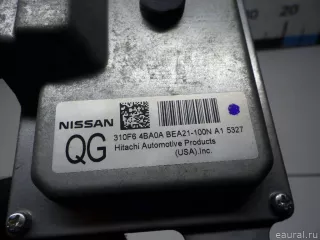 NISSAN
310F6 4BA0A BEA21-100N A1 5327
QG
Hitachi Automotive Products
(USA).Inc.
© eaural.ru